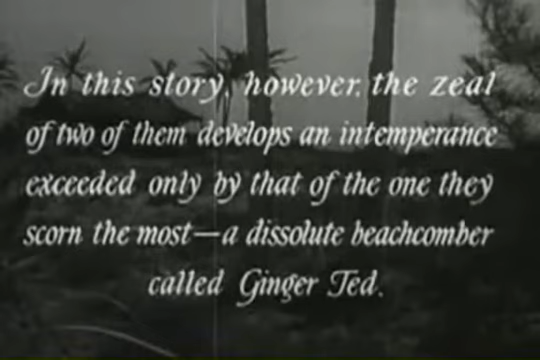 In this story, however, the zeal
of two of them develops an intemperance
exceeded only by that of the one they
scorn the most—a dissolute beachcomber
called Ginger Ted.